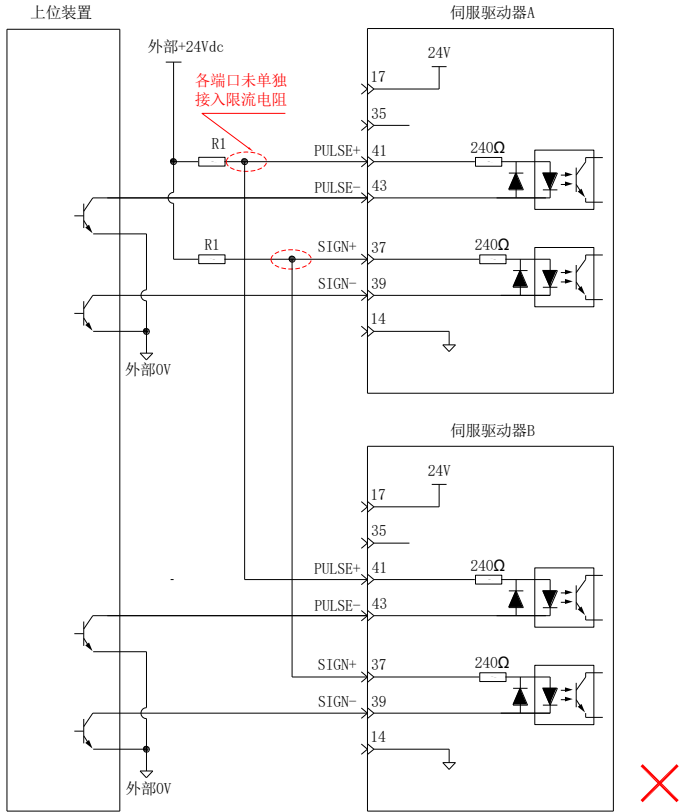 上位装置
伺服驱动器A
外部+24Vdc
24V
17
各端口未单独
接入限流电阻
35
R1
PULSE+
41
240Ω
PULSE-
43
R1
SIGN+
37
240Ω
SIGN-
39
14
外部0V
伺服驱动器B
24V
17
35
PULSE+
41
240Ω
PULSE-
43
SIGN+
37
240Ω
SIGN-
39
14
外部0V